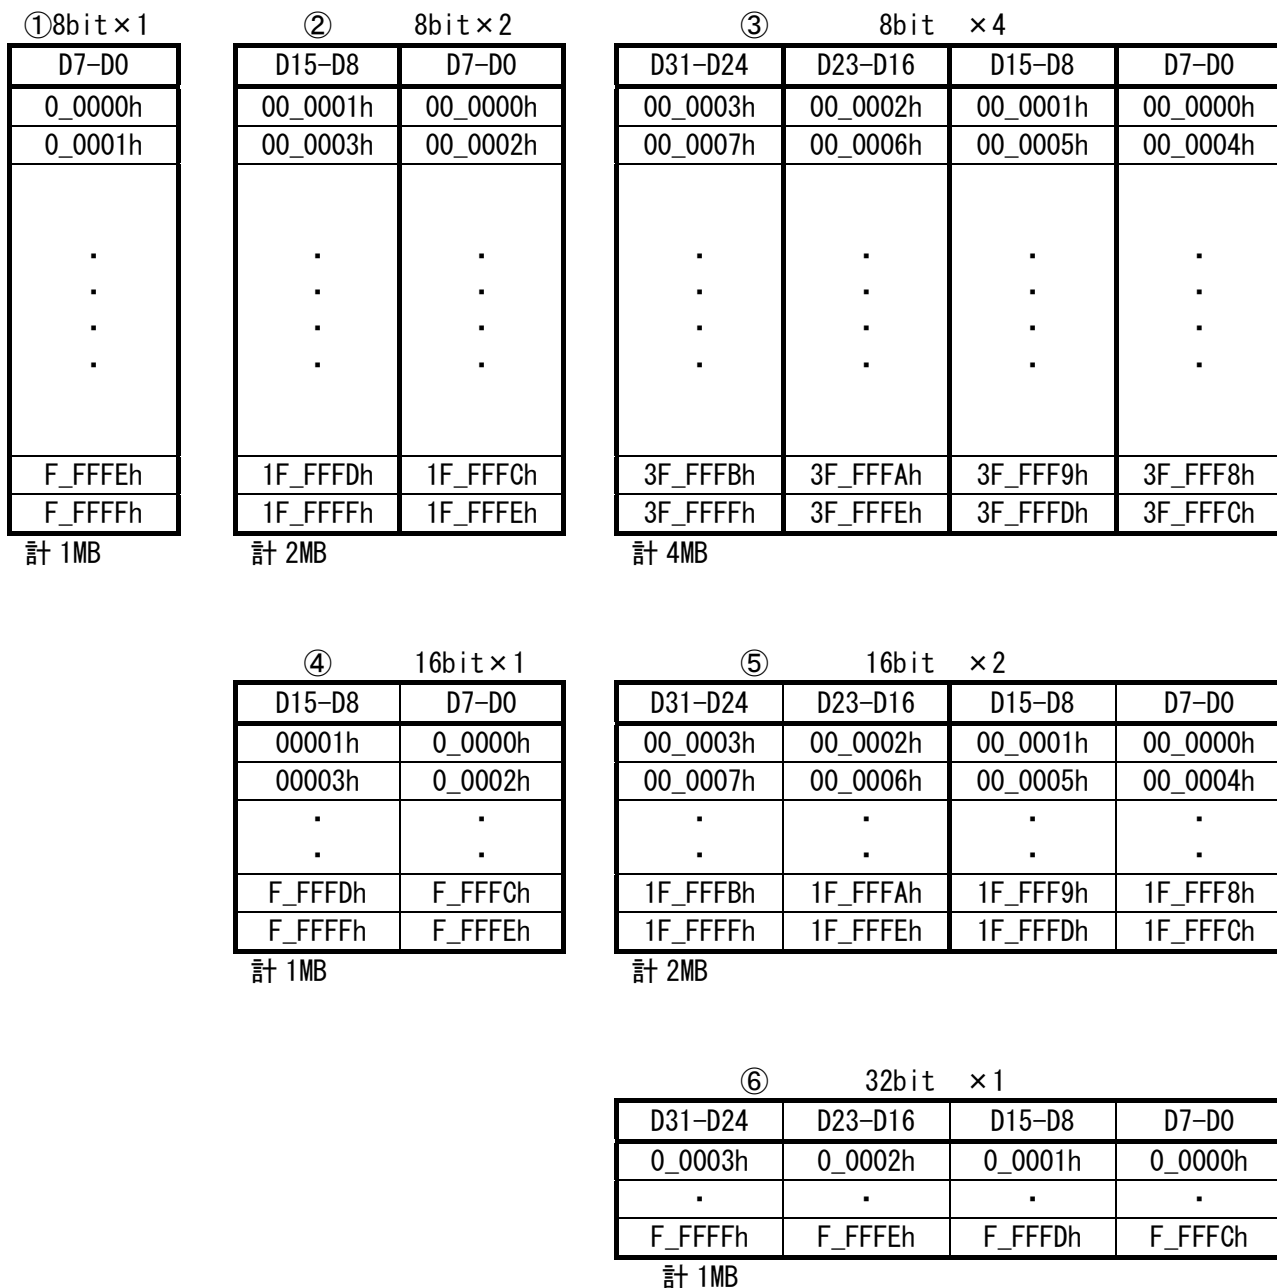 ①8bit×1 ② 8bit×2 ③ 8bit ×4
D7-D0 D15-D8 D7-D0 D31-D24 D23-D16 D15-D8 D7-D0
0_0000h 00_0001h 00_0000h 00_0003h 00_0002h 00_0001h 00_0000h
0_0001h 00_0003h 00_0002h 00_0007h 00_0006h 00_0005h 00_0004h
・ ・ ・ ・ ・ ・ ・
・ ・ ・ ・ ・ ・ ・
・ ・ ・ ・ ・ ・ ・
・ ・ ・ ・ ・ ・ ・
F_FFFEh 1F_FFFDh 1F_FFFCh 3F_FFFBh 3F_FFFAh 3F_FFF9h 3F_FFF8h
F_FFFFh 1F_FFFFh 1F_FFFEh 3F_FFFFh 3F_FFFEh 3F_FFFDh 3F_FFFCh
計 1MB 計 2MB 計 4MB
④ 16bit×1 ⑤ 16bit ×2
D15-D8 D7-D0 D31-D24 D23-D16 D15-D8 D7-D0
00001h 0_0000h 00_0003h 00_0002h 00_0001h 00_0000h
00003h 0_0002h 00_0007h 00_0006h 00_0005h 00_0004h
・ ・ ・ ・ ・ ・
・ ・ ・ ・ ・ ・
F_FFFDh F_FFFCh 1F_FFFBh 1F_FFFAh 1F_FFF9h 1F_FFF8h
F_FFFFh F_FFFEh 1F_FFFFh 1F_FFFEh 1F_FFFDh 1F_FFFCh
計 1MB 計 2MB
⑥ 32bit ×1
D31-D24 D23-D16 D15-D8 D7-D0
0_0003h 0_0002h 0_0001h 0_0000h
・ ・ ・ ・
F_FFFFh F_FFFEh F_FFFDh F_FFFCh
計 1MB